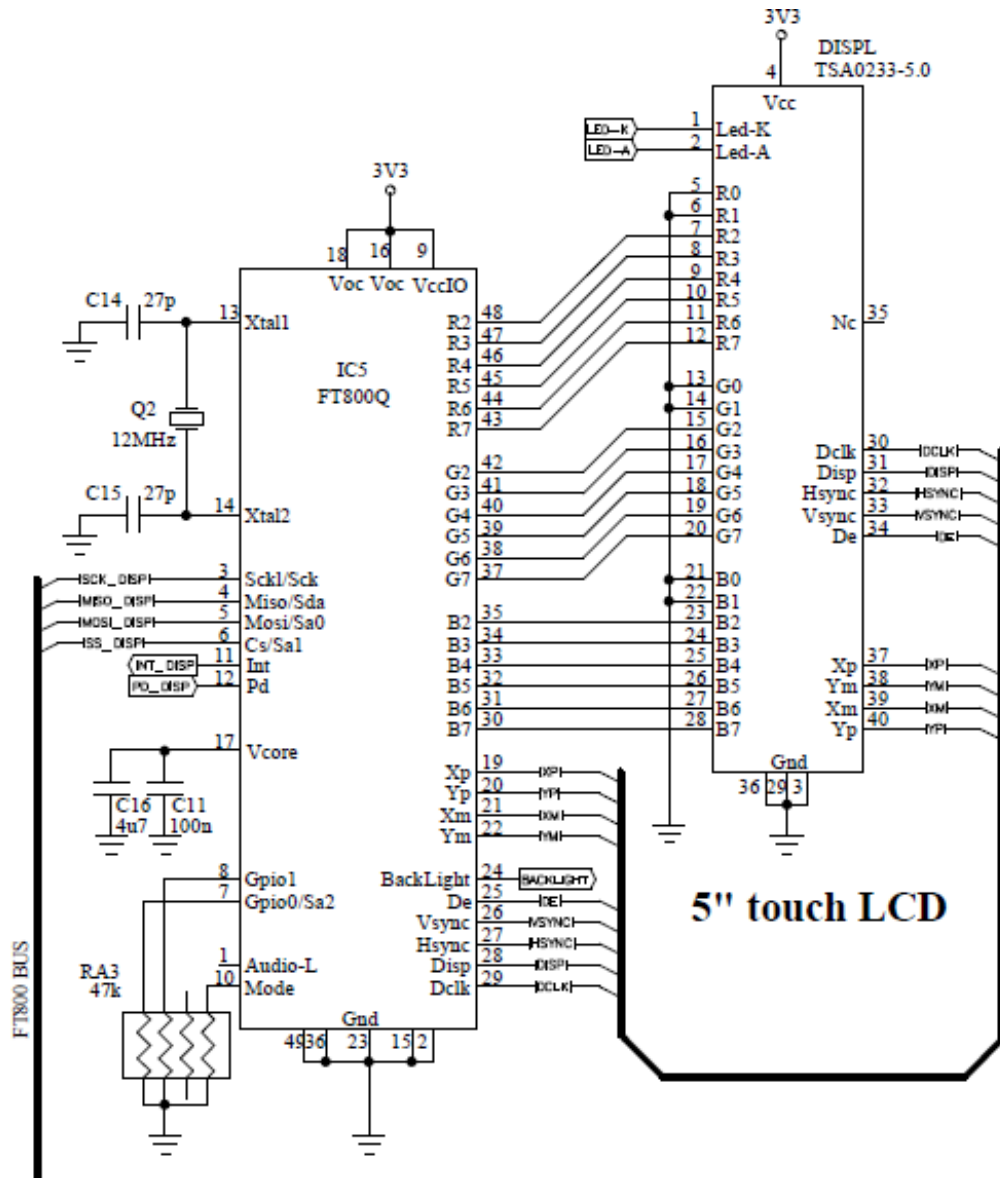 3V3
DISPL
TSA0233-5.0
4
Vcc
LED-K 1 Led-K
LED-A 2 Led-A
5 R0
6 R1
7 R2
8 R3
9 R4
10 R5
11 R6
12 R7
13 G0
14 G1
15 G2
16 G3
17 G4
18 G5
19 G6
20 G7
21 B0
22 B1
23 B2
24 B3
25 B4
26 B5
27 B6
28 B7
Nc 35
Dclk 30 DCLK
Disp 31 DISP
Hsync 32 HSYNC
Vsync 33 VSYNC
De 34 DE
Xp 37 XP
Ym 38 YM
Xm 39 XM
Yp 40 YP
Gnd
36 29 3
3V3
18 16 9
Voc Voc VccIO
IC5
FT800Q
C14 27p
13 Xtal1
Q2
12MHz
C15 27p
14 Xtal2
SCK_DISP 3 Sckl/Sck
MISO_DISP 4 Miso/Sda
MOSI_DISP 5 Mosi/Sa0
SS_DISP 6 Cs/Sa1
INT_DISP 11 Int
PD_DISP 12 Pd
17 Vcore
C16 C11
4u7 100n
8 Gpio1
7 Gpio0/Sa2
1 Audio-L
10 Mode
RA3
47k
R2 48
R3 47
R4 46
R5 45
R6 44
R7 43
G2 42
G3 41
G4 40
G5 39
G6 38
G7 37
B2 35
B3 34
B4 33
B5 32
B6 31
B7 30
Xp 19 XP
Yp 20 YP
Xm 21 XM
Ym 22 YM
BackLight 24 BACKLIGHT
De 25 DE
Vsync 26 VSYNC
Hsync 27 HSYNC
Disp 28 DISP
Dclk 29 DCLK
Gnd
49 36 23 15 2
5" touch LCD
FT800 BUS